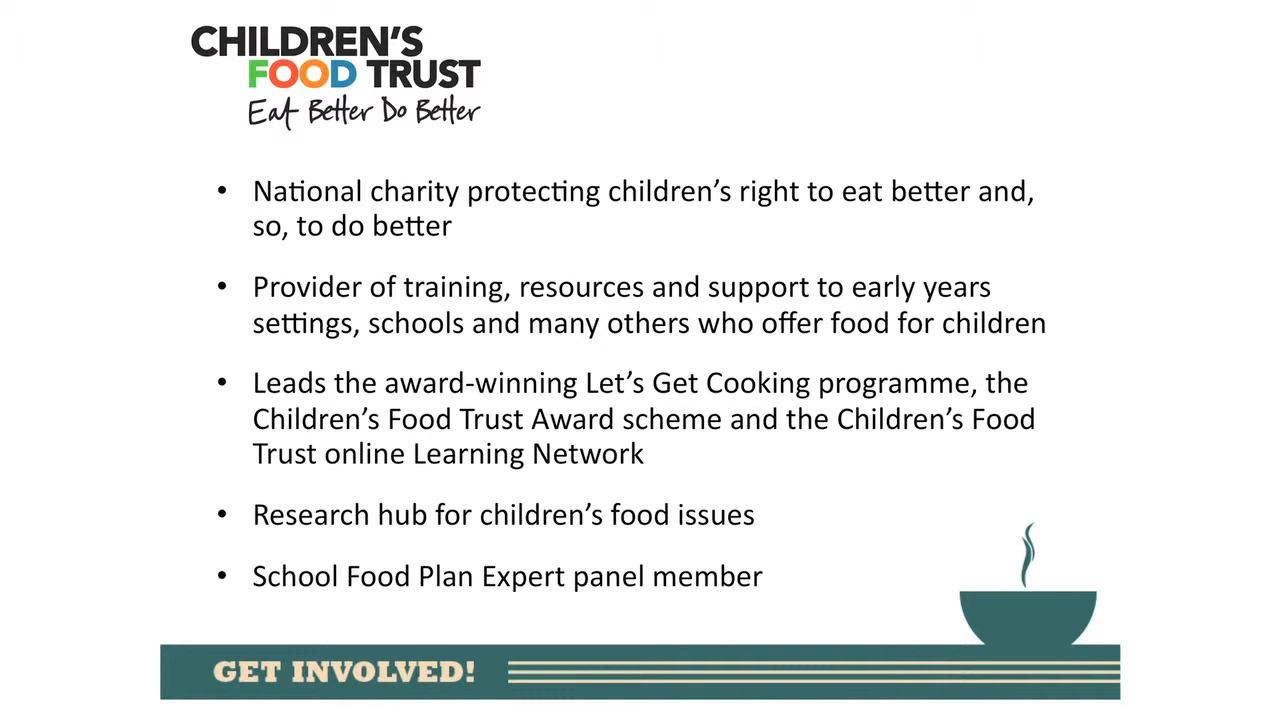 CHILDREN'S
FOOD TRUST
Eat Better Do Better
• National charity protecting children's right to eat better and,
so, to do better
• Provider of training, resources and support to early years
settings, schools and many others who offer food for children
• Leads the award-winning Let's Get Cooking programme, the
Children's Food Trust Award scheme and the Children's Food
Trust online Learning Network
• Research hub for children's food issues
• School Food Plan Expert panel member
GET INVOLVED!